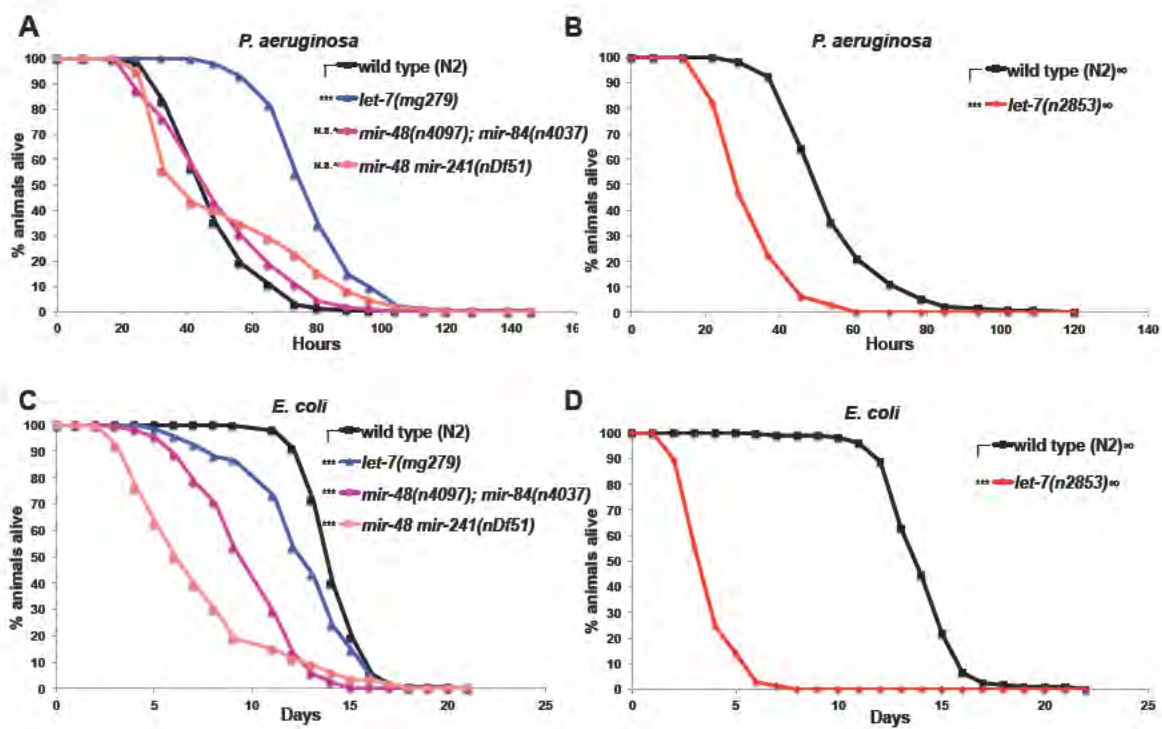 A
P. aeruginosa
wild type (N2)
*** let-7(mg279)
N.S.^ mir-48(n4097); mir-84(n4037)
N.S.^ mir-48 mir-241(nDf51)
% animals alive
100
90
80
70
60
50
40
30
20
10
0
0 20 40 60 80 100 120 140 16
Hours
B
P. aeruginosa
wild type (N2)∞
*** let-7(n2853)∞
% animals alive
100
90
80
70
60
50
40
30
20
10
0
0 20 40 60 80 100 120 140
Hours
C
E. coli
wild type (N2)
*** let-7(mg279)
*** mir-48(n4097); mir-84(n4037)
*** mir-48 mir-241(nDf51)
% animals alive
100
90
80
70
60
50
40
30
20
10
0
0 5 10 15 20 25
Days
D
E. coli
wild type (N2)∞
*** let-7(n2853)∞
% animals alive
100
90
80
70
60
50
40
30
20
10
0
0 5 10 15 20 25
Days